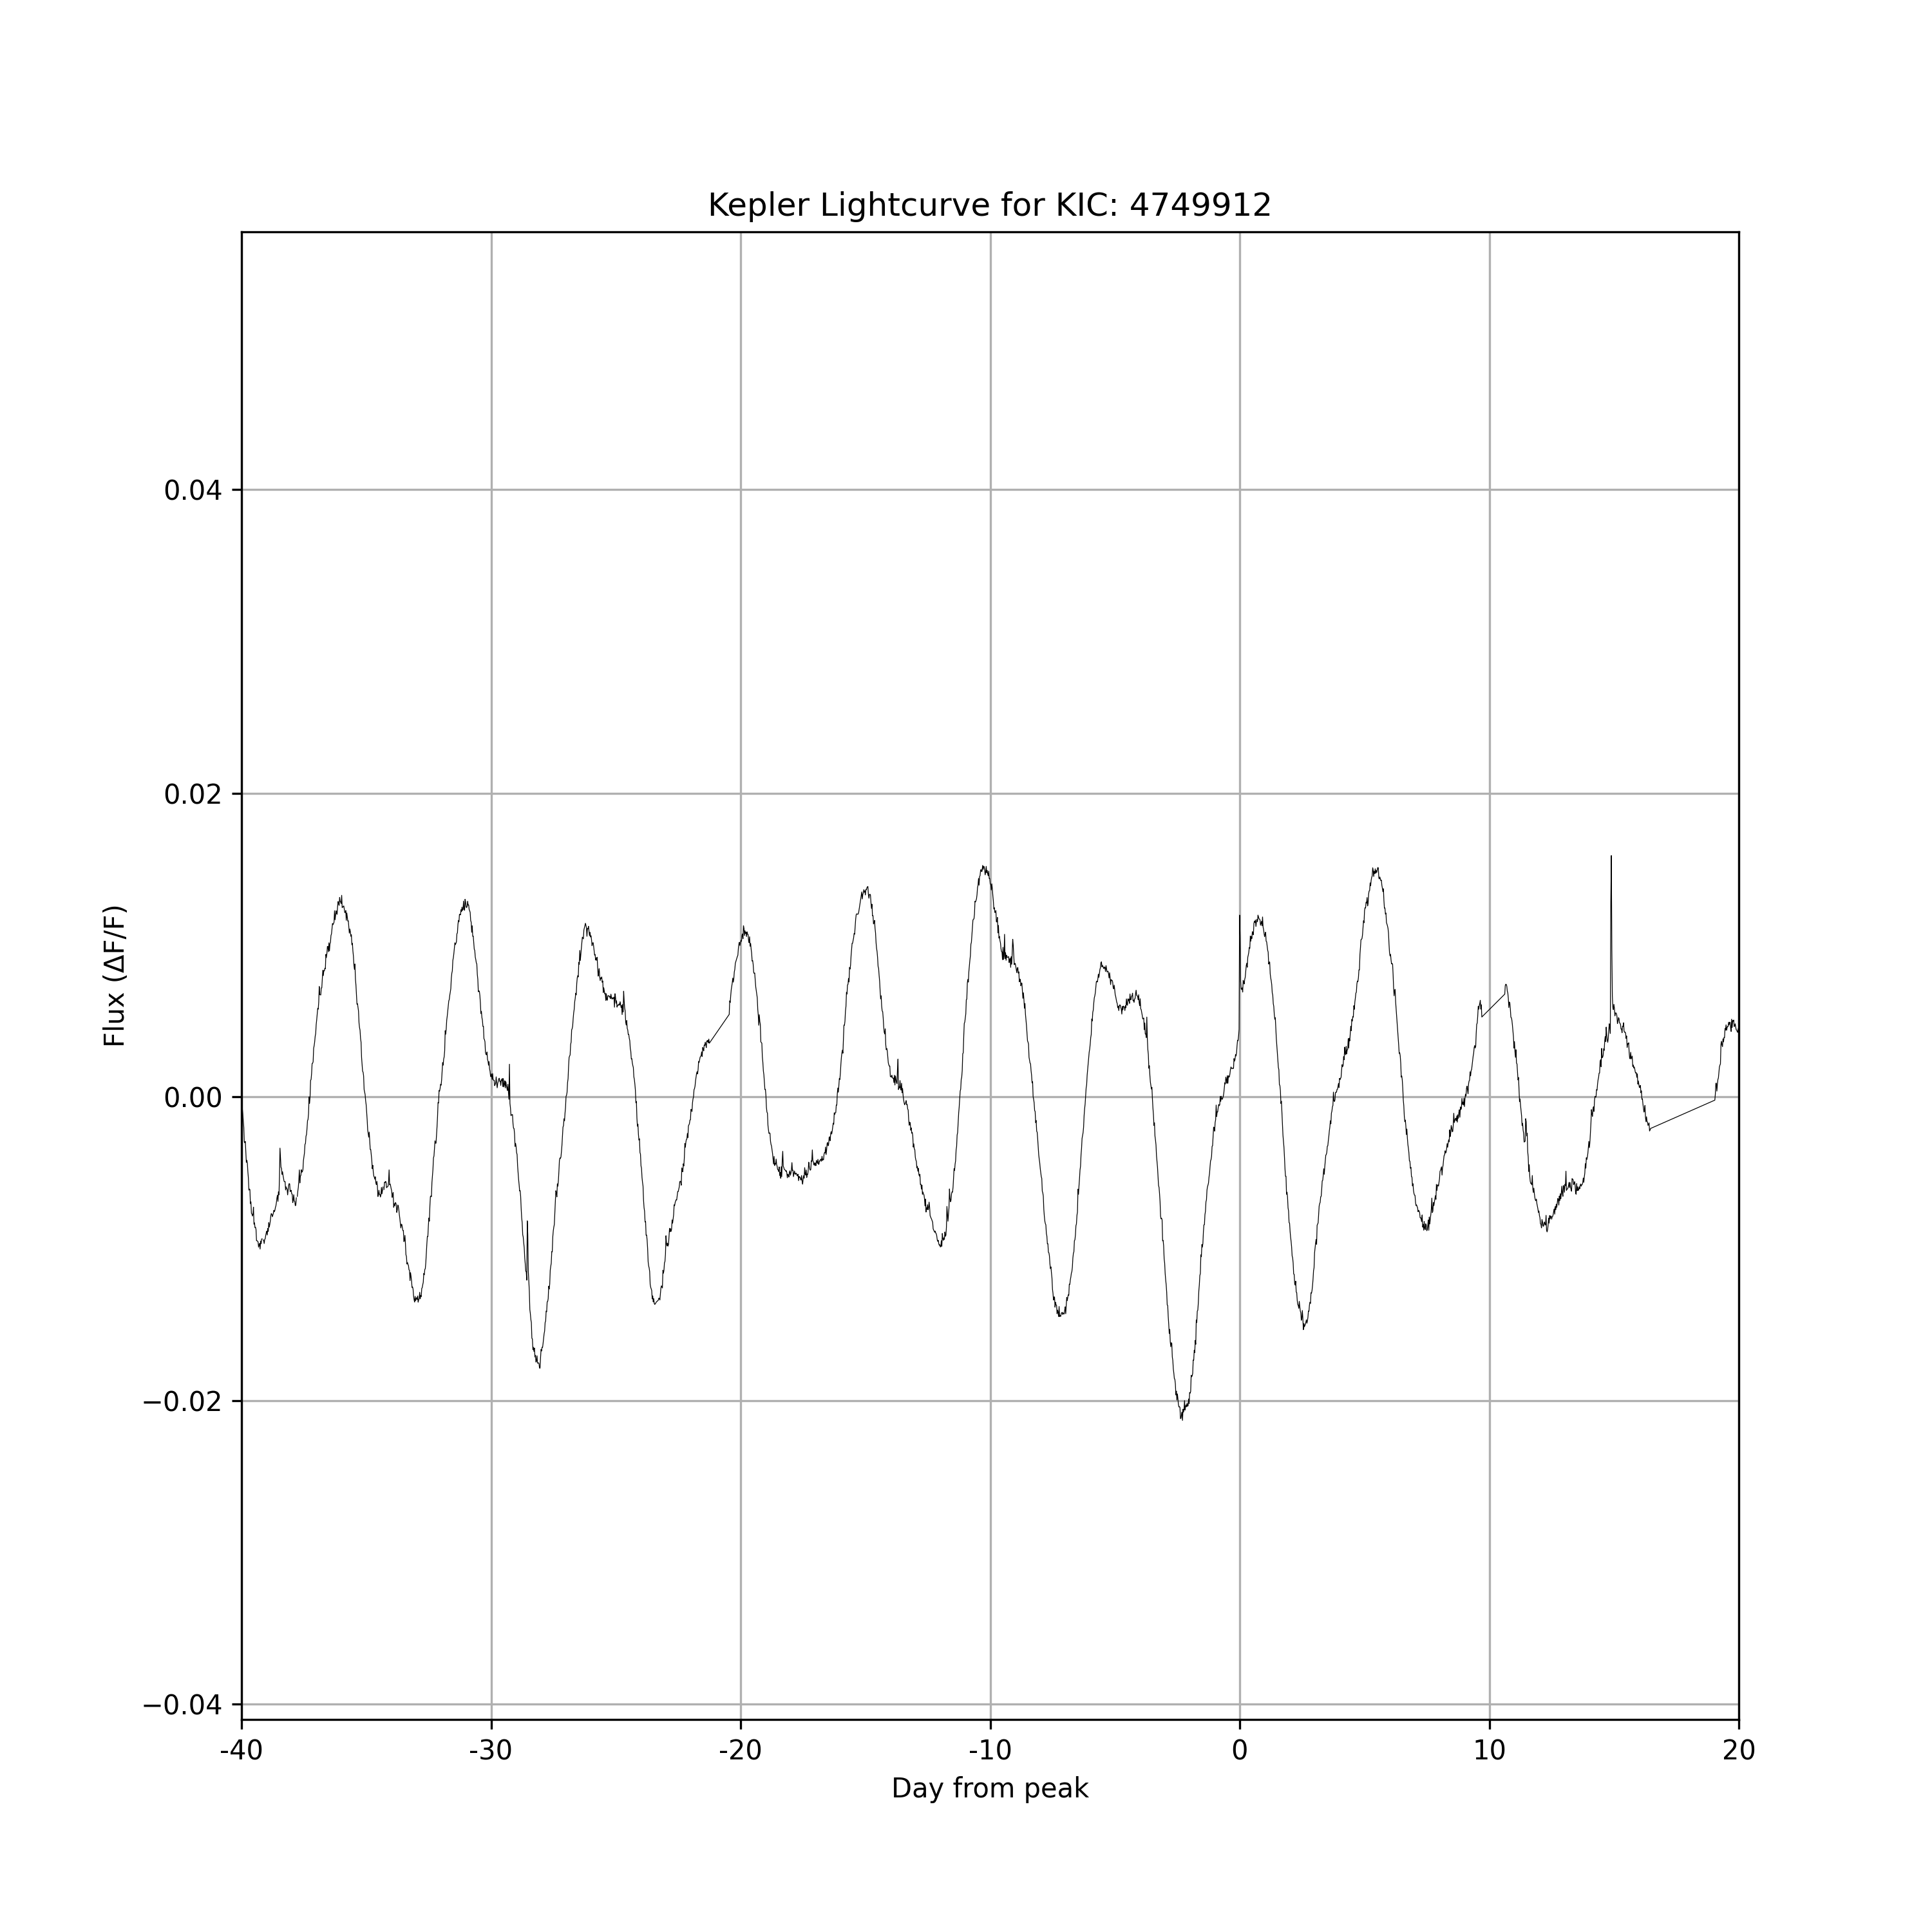 Kepler Lightcurve for KIC: 4749912
Flux (ΔF/F)
0.04
0.02
0.00
−0.02
−0.04
-40 -30 -20 -10 0 10 20
Day from peak